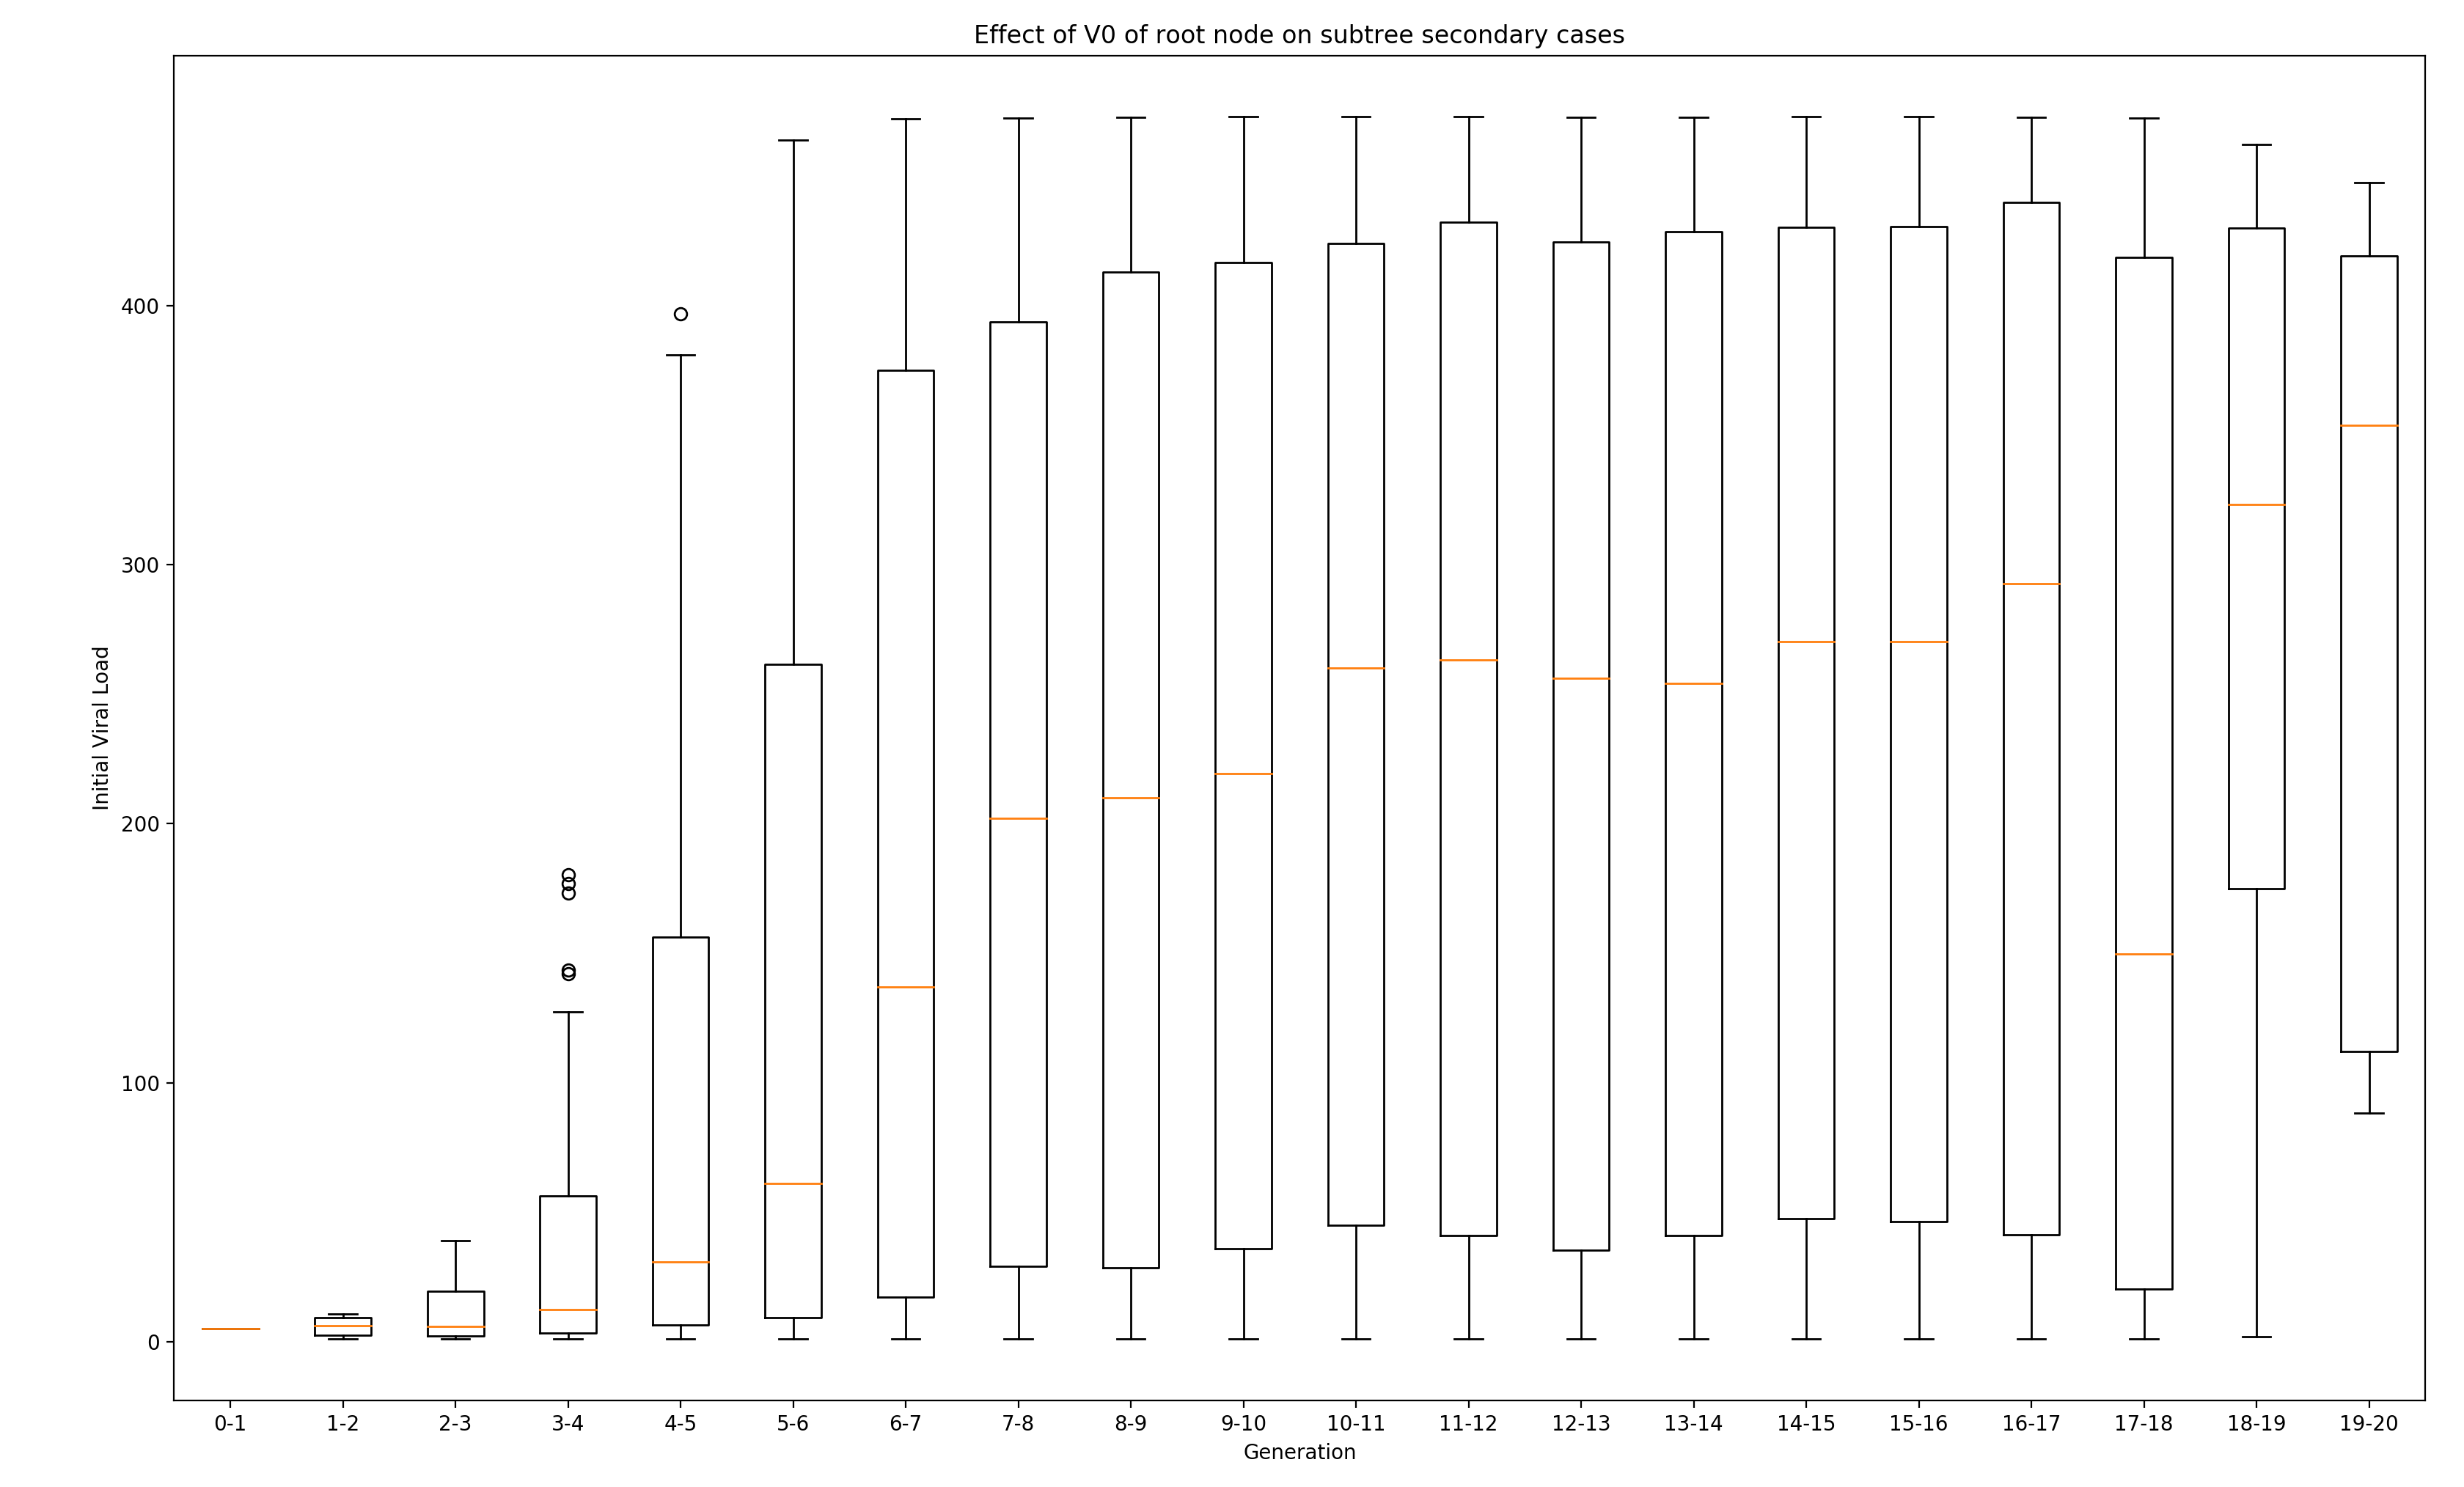 Effect of V0 of root node on subtree secondary cases
Initial Viral Load
400
300
200
100
0
0-1 1-2 2-3 3-4 4-5 5-6 6-7 7-8 8-9 9-10 10-11 11-12 12-13 13-14 14-15 15-16 16-17 17-18 18-19 19-20
Generation